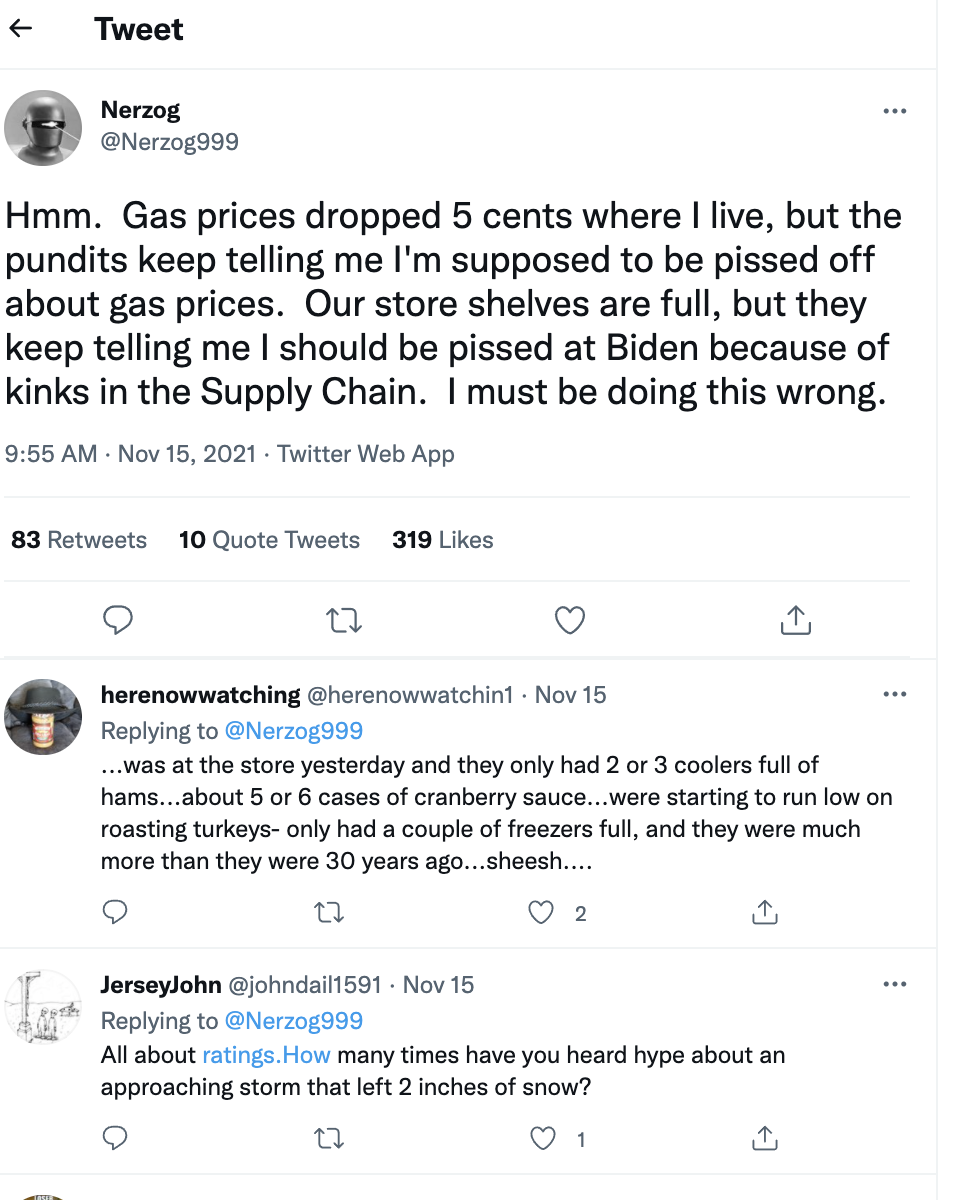 Tweet
Nerzog
@Nerzog999
Hmm.  Gas prices dropped 5 cents where I live, but the
pundits keep telling me I'm supposed to be pissed off
about gas prices.  Our store shelves are full, but they
keep telling me I should be pissed at Biden because of
kinks in the Supply Chain.  I must be doing this wrong.
9:55 AM · Nov 15, 2021 · Twitter Web App
83 Retweets 10 Quote Tweets 319 Likes
herenowwatching @herenowwatchin1 · Nov 15
Replying to @Nerzog999
...was at the store yesterday and they only had 2 or 3 coolers full of
hams...about 5 or 6 cases of cranberry sauce...were starting to run low on
roasting turkeys- only had a couple of freezers full, and they were much
more than they were 30 years ago...sheesh....
2
JerseyJohn @johndail1591 · Nov 15
Replying to @Nerzog999
All about ratings.How many times have you heard hype about an
approaching storm that left 2 inches of snow?
1